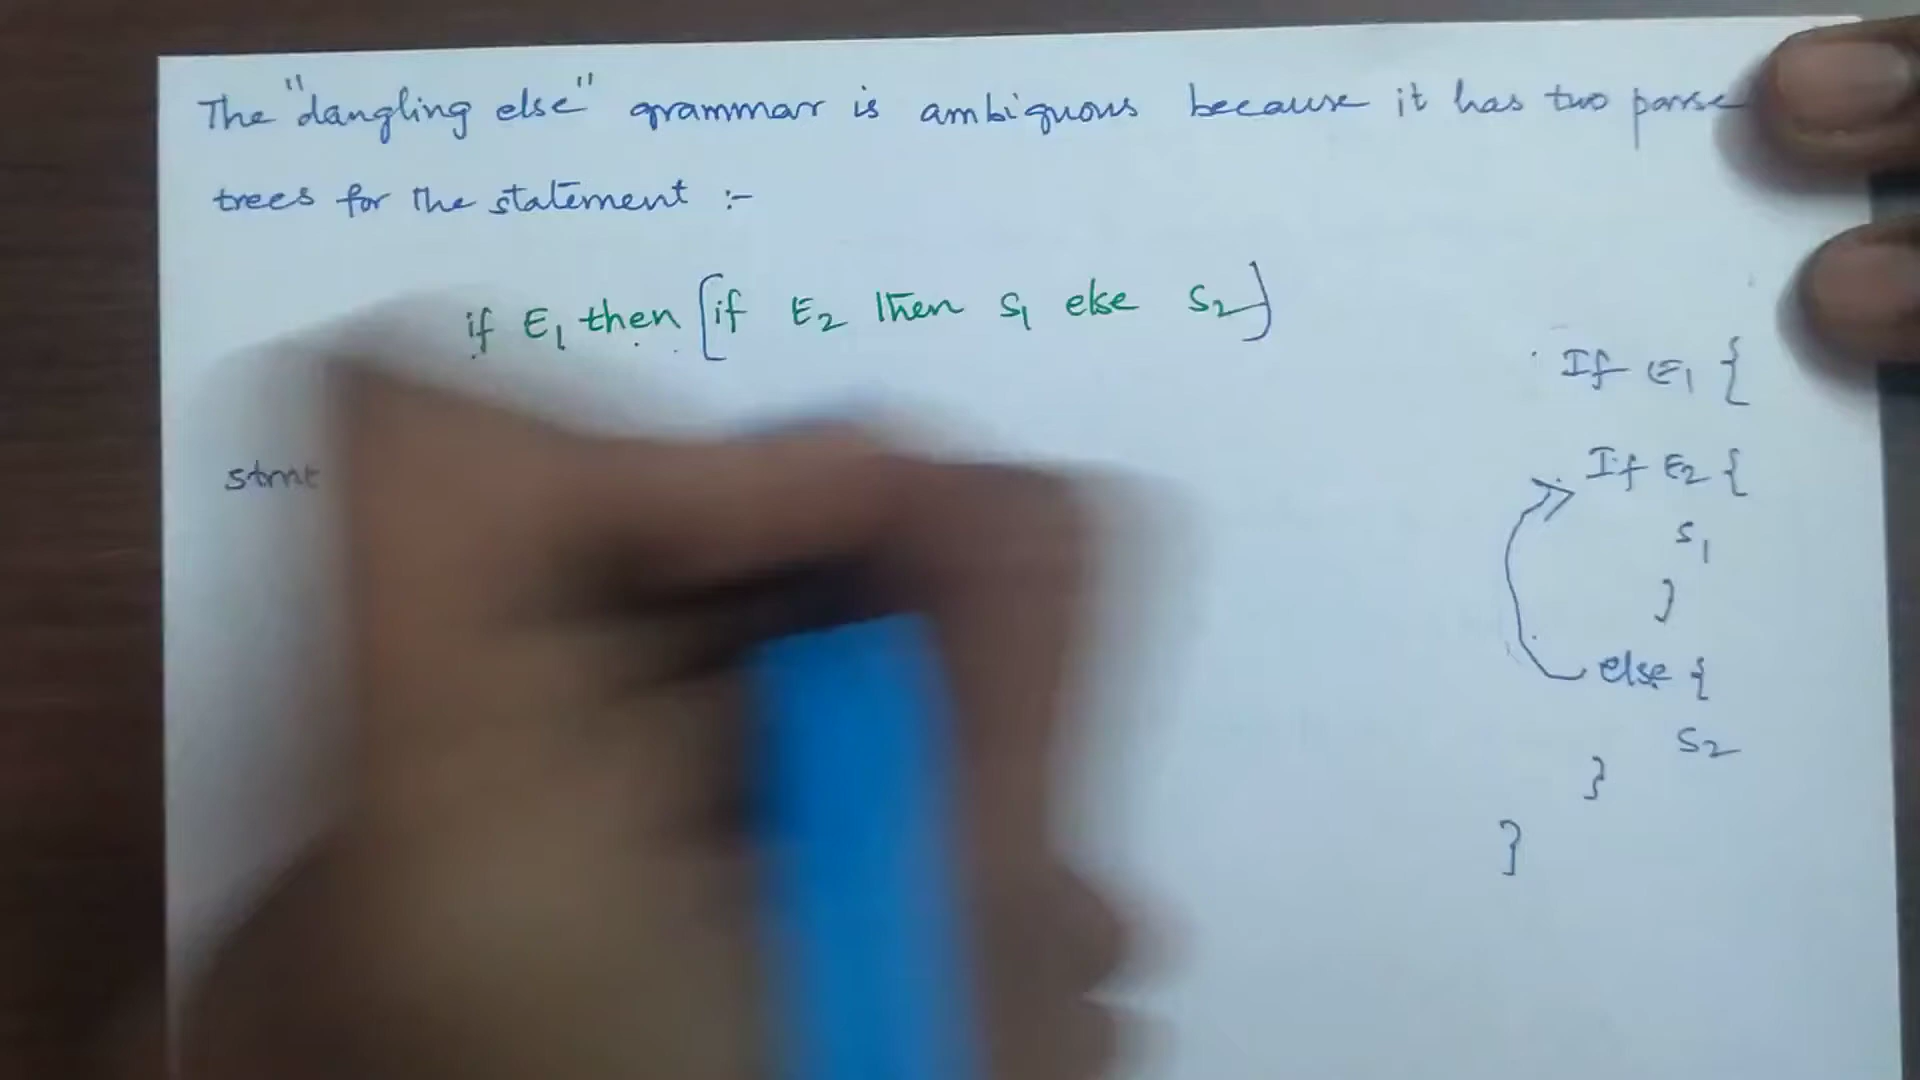 The "dangling else" grammar is ambiguous because it has two parse
trees for the statement :-
if E1 then [if E2 then S1 else S2]
If E1 {
stmt
If E2 {
S1
}
else {
S2
}
}